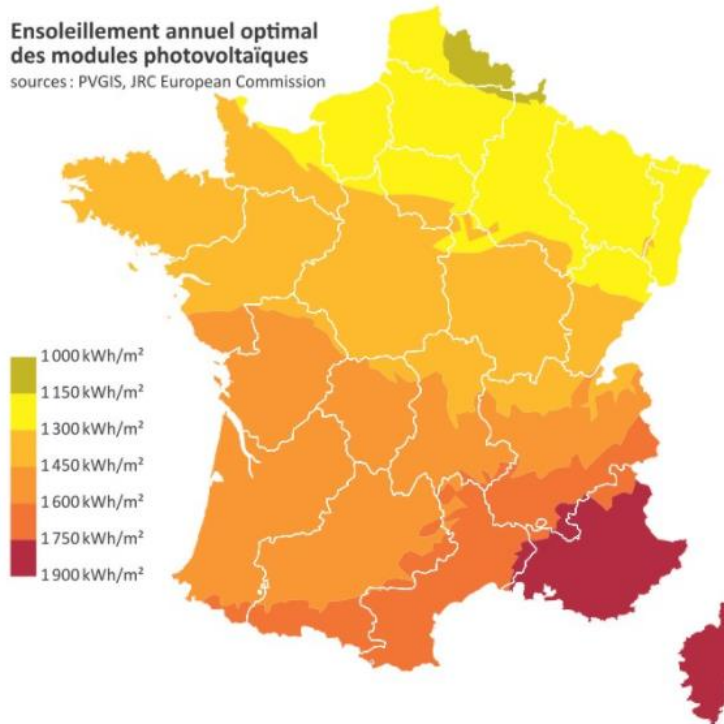 Ensoleillement annuel optimal
des modules photovoltaïques
sources : PVGIS, JRC European Commission
1 000 kWh/m²
1 150 kWh/m²
1 300 kWh/m²
1 450 kWh/m²
1 600 kWh/m²
1 750 kWh/m²
1 900 kWh/m²